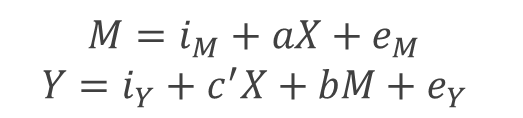 M = i_M + aX + e_M
Y = i_Y + c'X + bM + e_Y